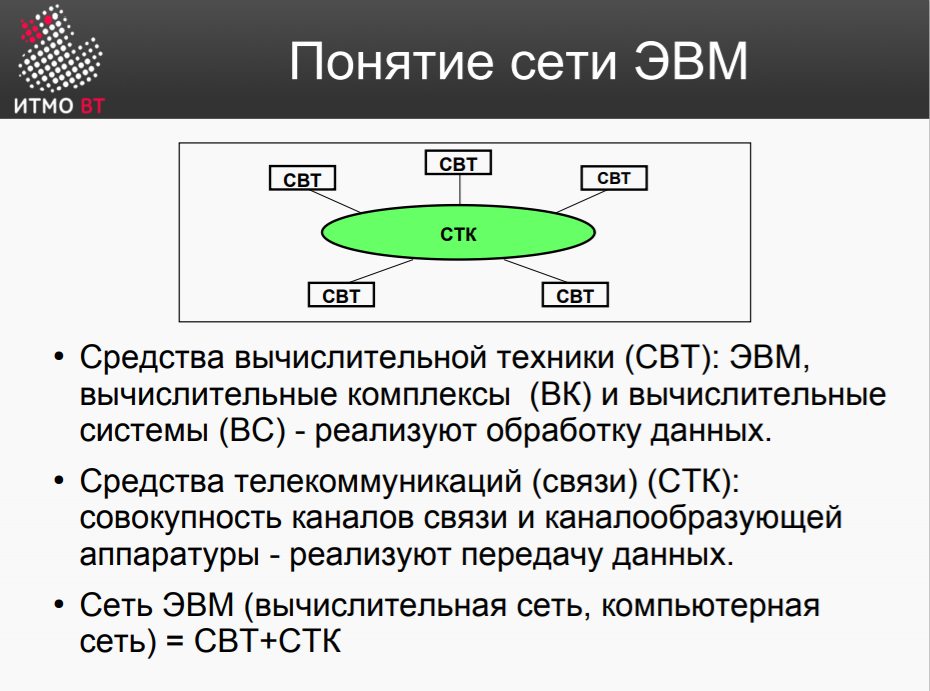 ИТМО ВТ
Понятие сети ЭВМ
СВТ
СВТ
СВТ
СТК
СВТ
СВТ
• Средства вычислительной техники (СВТ): ЭВМ,
вычислительные комплексы (ВК) и вычислительные
системы (ВС) - реализуют обработку данных.
• Средства телекоммуникаций (связи) (СТК):
совокупность каналов связи и каналообразующей
аппаратуры - реализуют передачу данных.
• Сеть ЭВМ (вычислительная сеть, компьютерная
сеть) = СВТ+СТК